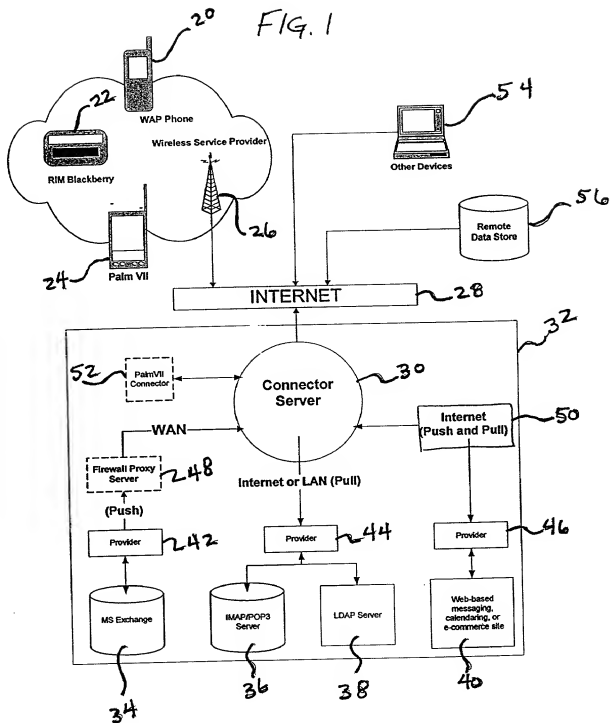 FIG. 1
20
WAP Phone
22
RIM Blackberry
Wireless Service Provider
26
24
Palm VII
54
Other Devices
56
Remote
Data Store
INTERNET
28
32
52
PalmVII
Connector
Connector
Server
30
Internet
(Push and Pull)
50
WAN
Firewall Proxy
Server
48
(Push)
Internet or LAN (Pull)
Provider
42
Provider
44
Provider
46
MS Exchange
34
IMAP/POP3
Server
36
LDAP Server
38
Web-based
messaging,
calendaring, or
e-commerce site
40